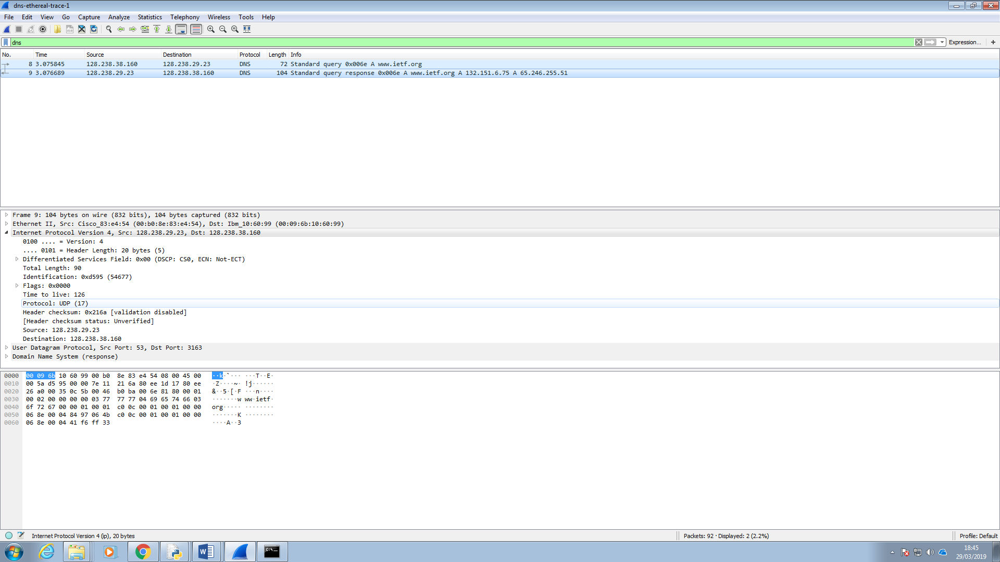 dns-ethereal-trace-1
File Edit View Go Capture Analyze Statistics Telephony Wireless Tools Help
dns
Expression... +
No. Time Source Destination Protocol Length Info
8 3.075845 128.238.38.160 128.238.29.23 DNS 72 Standard query 0x006e A www.ietf.org
9 3.076689 128.238.29.23 128.238.38.160 DNS 104 Standard query response 0x006e A www.ietf.org A 132.151.6.75 A 65.246.255.51
Frame 9: 104 bytes on wire (832 bits), 104 bytes captured (832 bits)
Ethernet II, Src: Cisco_83:e4:54 (00:b0:8e:83:e4:54), Dst: Ibm_10:60:99 (00:09:6b:10:60:99)
Internet Protocol Version 4, Src: 128.238.29.23, Dst: 128.238.38.160
0100 .... = Version: 4
.... 0101 = Header Length: 20 bytes (5)
Differentiated Services Field: 0x00 (DSCP: CS0, ECN: Not-ECT)
Total Length: 90
Identification: 0xd595 (54677)
Flags: 0x0000
Time to live: 126
Protocol: UDP (17)
Header checksum: 0x216a [validation disabled]
[Header checksum status: Unverified]
Source: 128.238.29.23
Destination: 128.238.38.160
User Datagram Protocol, Src Port: 53, Dst Port: 3163
Domain Name System (response)
0000 00 09 6b 10 60 99 00 b0 8e 83 e4 54 08 00 45 00 ··k·`··· ···T··E·
0010 00 5a d5 95 00 00 7e 11 21 6a 80 ee 1d 17 80 ee ·Z····~· !j······
0020 26 a0 00 35 0c 5b 00 46 b0 ba 00 6e 81 80 00 01 &··5·[·F ···n····
0030 00 02 00 00 00 00 03 77 77 77 04 69 65 74 66 03 ·······w ww·ietf·
0040 6f 72 67 00 00 01 00 01 c0 0c 00 01 00 01 00 00 org····· ········
0050 06 8e 00 04 84 97 06 4b c0 0c 00 01 00 01 00 00 ·······K ········
0060 06 8e 00 04 41 f6 ff 33 ····A··3
Internet Protocol Version 4 (ip), 20 bytes
Packets: 92 · Displayed: 2 (2.2%)
Profile: Default
C:\
18:45
29/03/2019